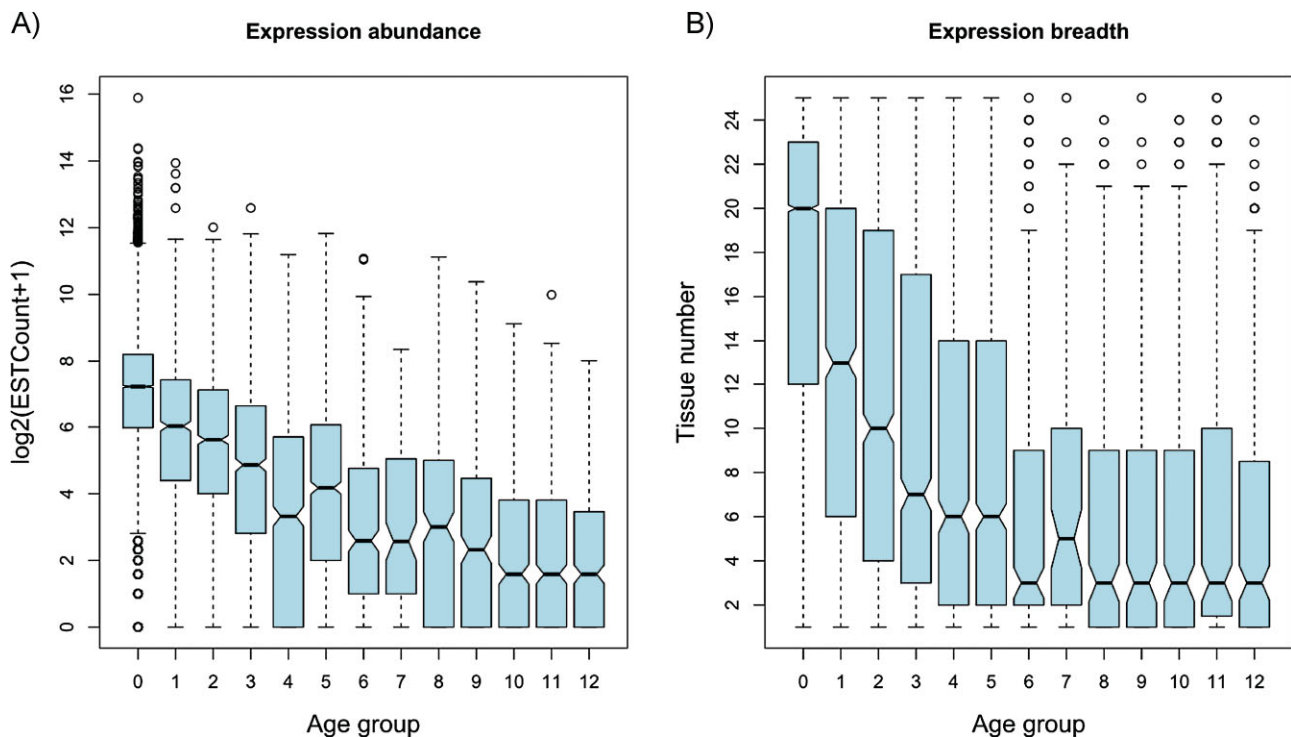 A)
Expression abundance
log2(ESTCount+1)
16
14
12
10
8
6
4
2
0
0 1 2 3 4 5 6 7 8 9 10 11 12
Age group
B)
Expression breadth
Tissue number
24
22
20
18
16
14
12
10
8
6
4
2
0 1 2 3 4 5 6 7 8 9 10 11 12
Age group